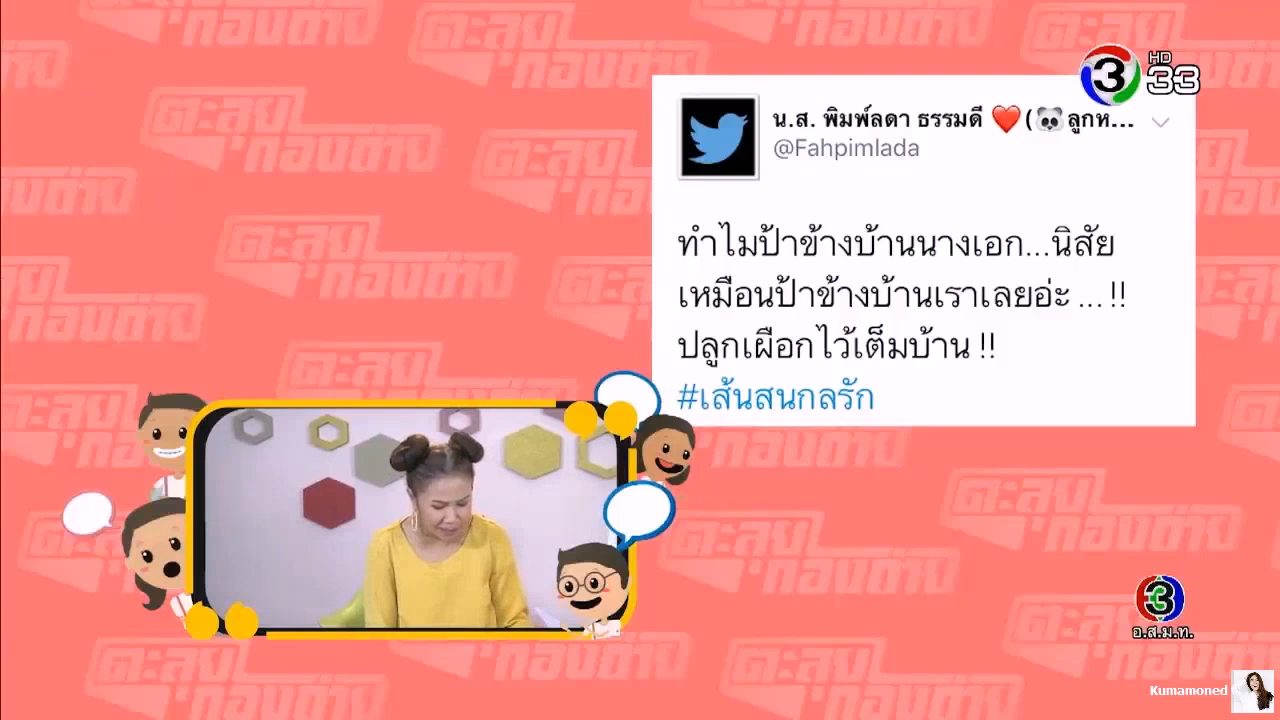 HD
3 33
น.ส. พิมพ์ลดา ธรรมดี ❤️(🐼ลูกห...
@Fahpimlada
ทำไมป้าข้างบ้านนางเอก...นิสัย
เหมือนป้าข้างบ้านเราเลยอ่ะ ... !!
ปลูกเผือกไว้เต็มบ้าน !!
#เส้นสนกลรัก
3
อ.ส.ม.ท.
Kumamoned
ตะลุย
กองถ่าย